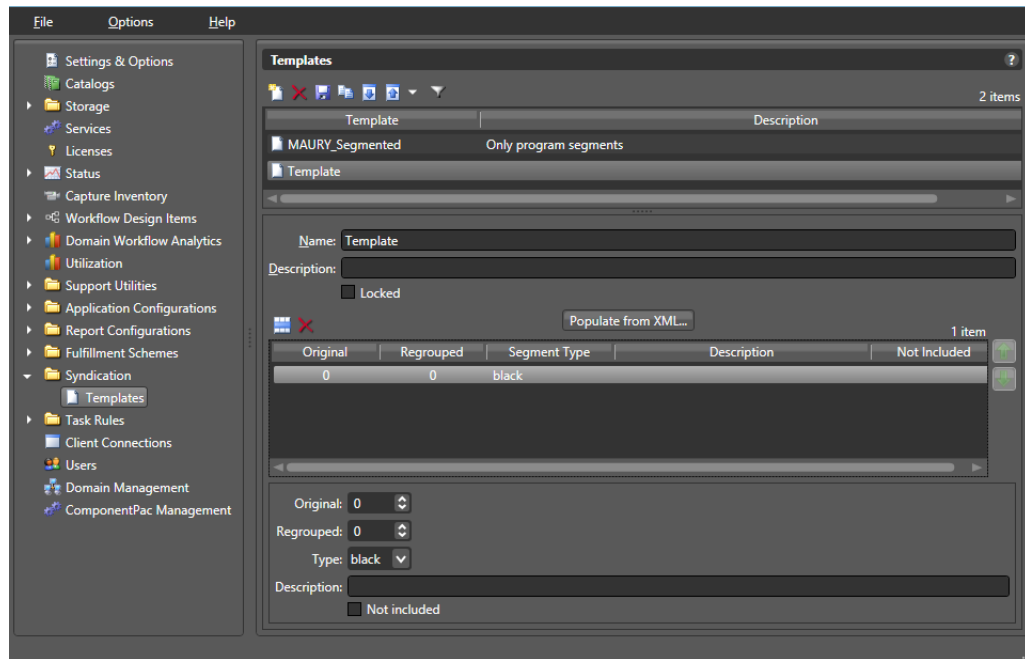 File Options Help
Settings & Options
Catalogs
Storage
Services
Licenses
Status
Capture Inventory
Workflow Design Items
Domain Workflow Analytics
Utilization
Support Utilities
Application Configurations
Report Configurations
Fulfillment Schemes
Syndication
Templates
Task Rules
Client Connections
Users
Domain Management
ComponentPac Management
Templates ?
2 items
Template Description
MAURY_Segmented Only program segments
Template
Name: Template
Description:
Locked
Populate from XML...
1 item
Original Regrouped Segment Type Description Not Included
0 0 black
Original: 0
Regrouped: 0
Type: black
Description:
Not included